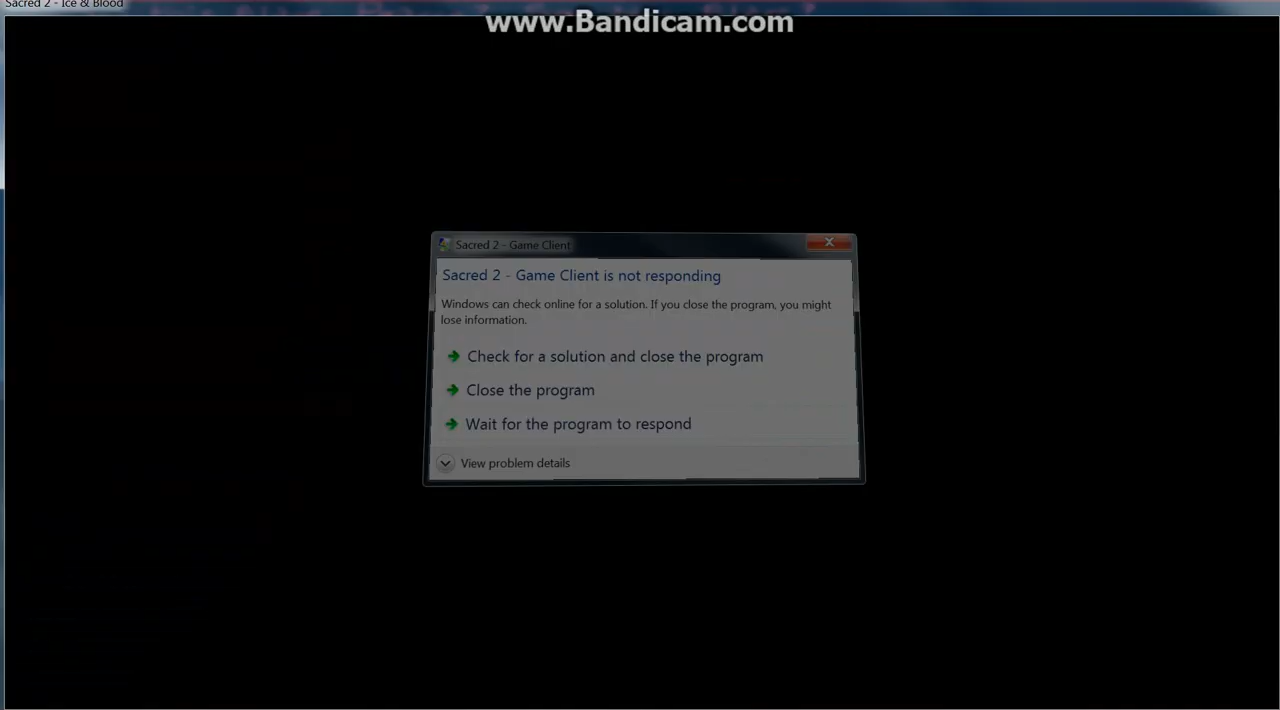 Sacred 2 - Ice & Blood
www.Bandicam.com
Sacred 2 - Game Client
Sacred 2 - Game Client is not responding
Windows can check online for a solution. If you close the program, you might
lose information.
Check for a solution and close the program
Close the program
Wait for the program to respond
View problem details